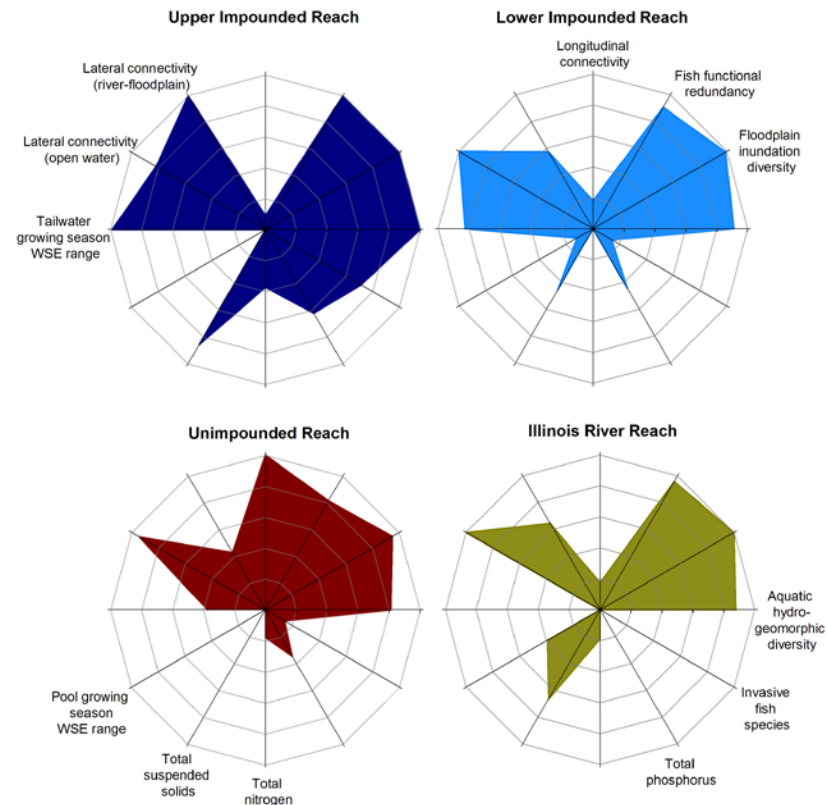 Upper Impounded Reach
Lower Impounded Reach
Lateral connectivity
(river-floodplain)
Lateral connectivity
(open water)
Tailwater
growing season
WSE range
Longitudinal
connectivity
Fish functional
redundancy
Floodplain
inundation
diversity
Unimpounded Reach
Illinois River Reach
Pool growing
season
WSE range
Total
suspended
solids
Total
nitrogen
Aquatic
hydro-
geomorphic
diversity
Invasive
fish
species
Total
phosphorus